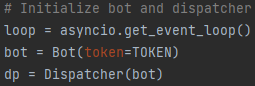 # Initialize bot and dispatcher
loop = asyncio.get_event_loop()
bot = Bot(token=TOKEN)
dp = Dispatcher(bot)